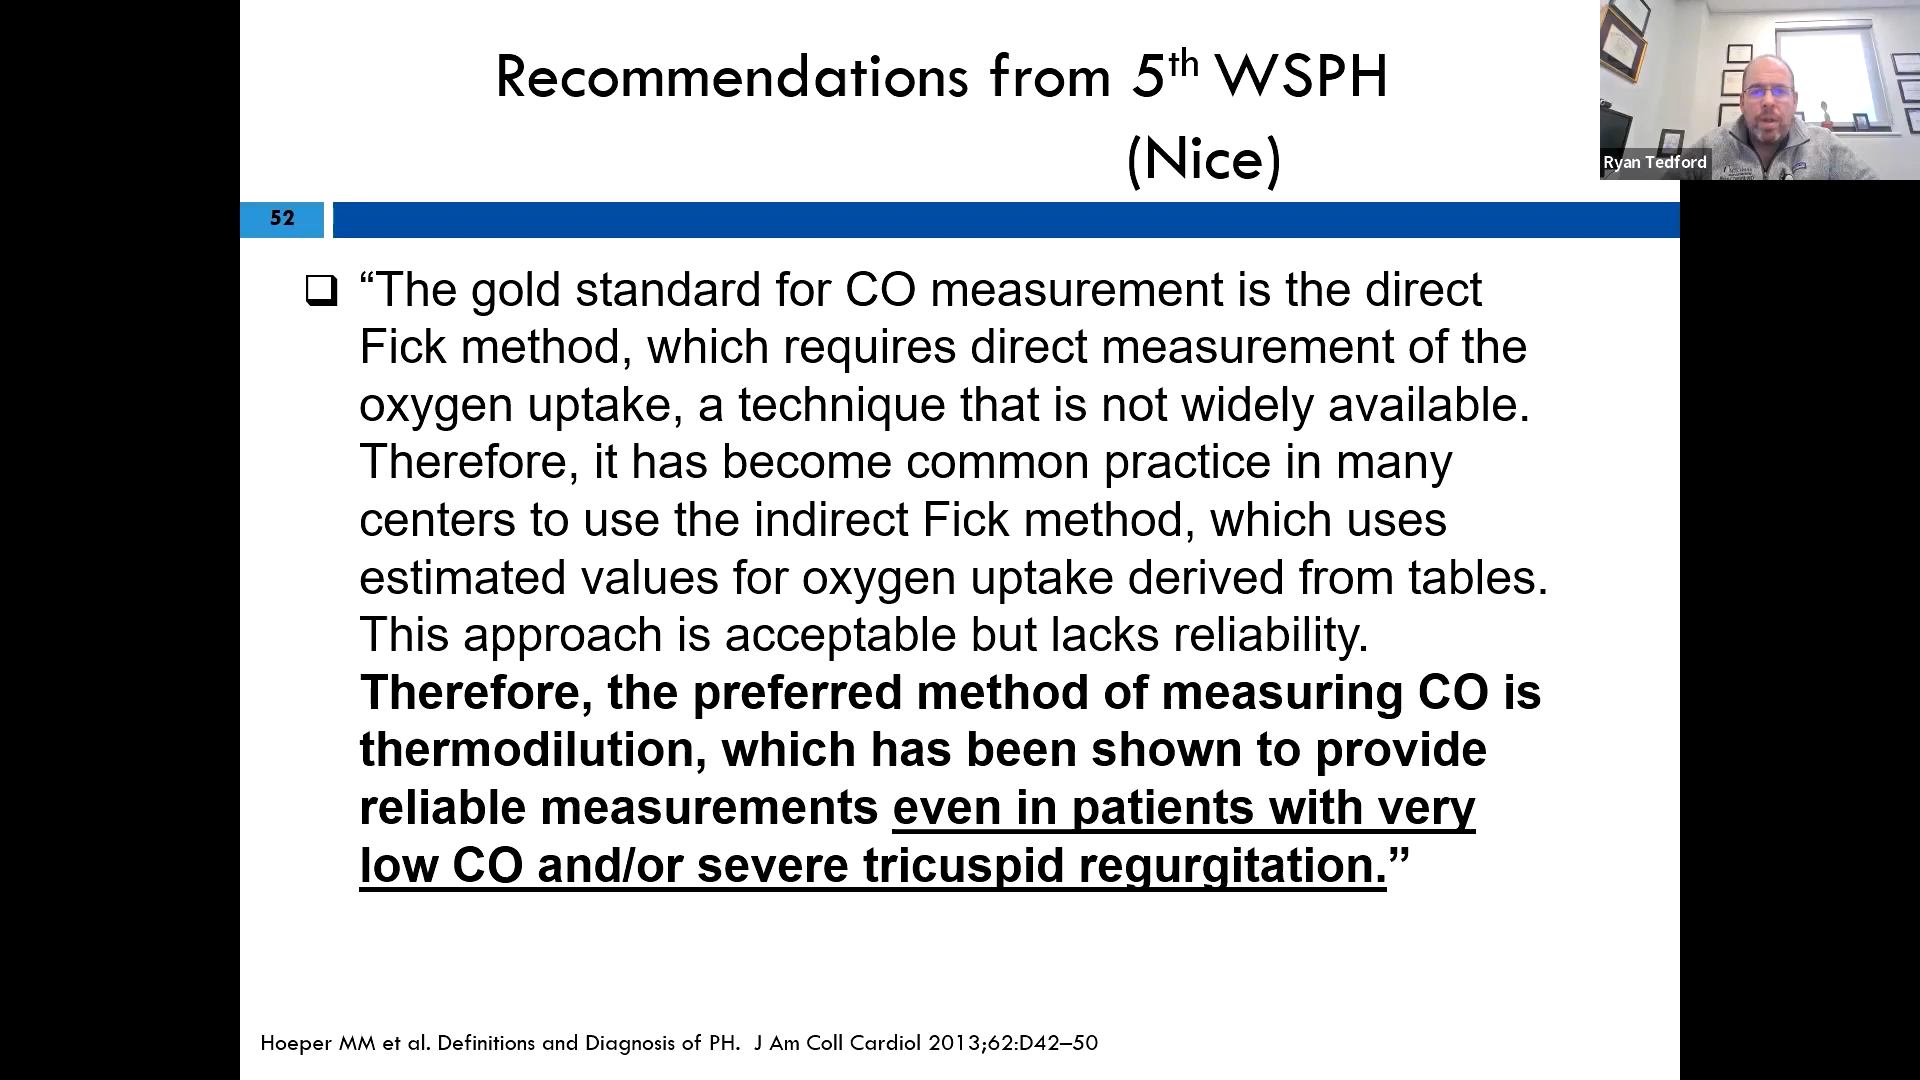 Recommendations from 5th WSPH
(Nice)
Ryan Tedford
52
“The gold standard for CO measurement is the direct
Fick method, which requires direct measurement of the
oxygen uptake, a technique that is not widely available.
Therefore, it has become common practice in many
centers to use the indirect Fick method, which uses
estimated values for oxygen uptake derived from tables.
This approach is acceptable but lacks reliability.
Therefore, the preferred method of measuring CO is
thermodilution, which has been shown to provide
reliable measurements even in patients with very
low CO and/or severe tricuspid regurgitation.”
Hoeper MM et al. Definitions and Diagnosis of PH. J Am Coll Cardiol 2013;62:D42–50